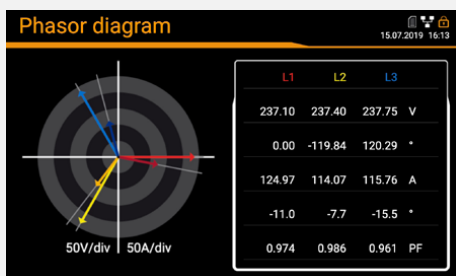 Phasor diagram
15.07.2019 16:13
L1 L2 L3
237.10 237.40 237.75 V
0.00 -119.84 120.29 °
124.97 114.07 115.76 A
-11.0 -7.7 -15.5 °
0.974 0.986 0.961 PF
50V/div 50A/div